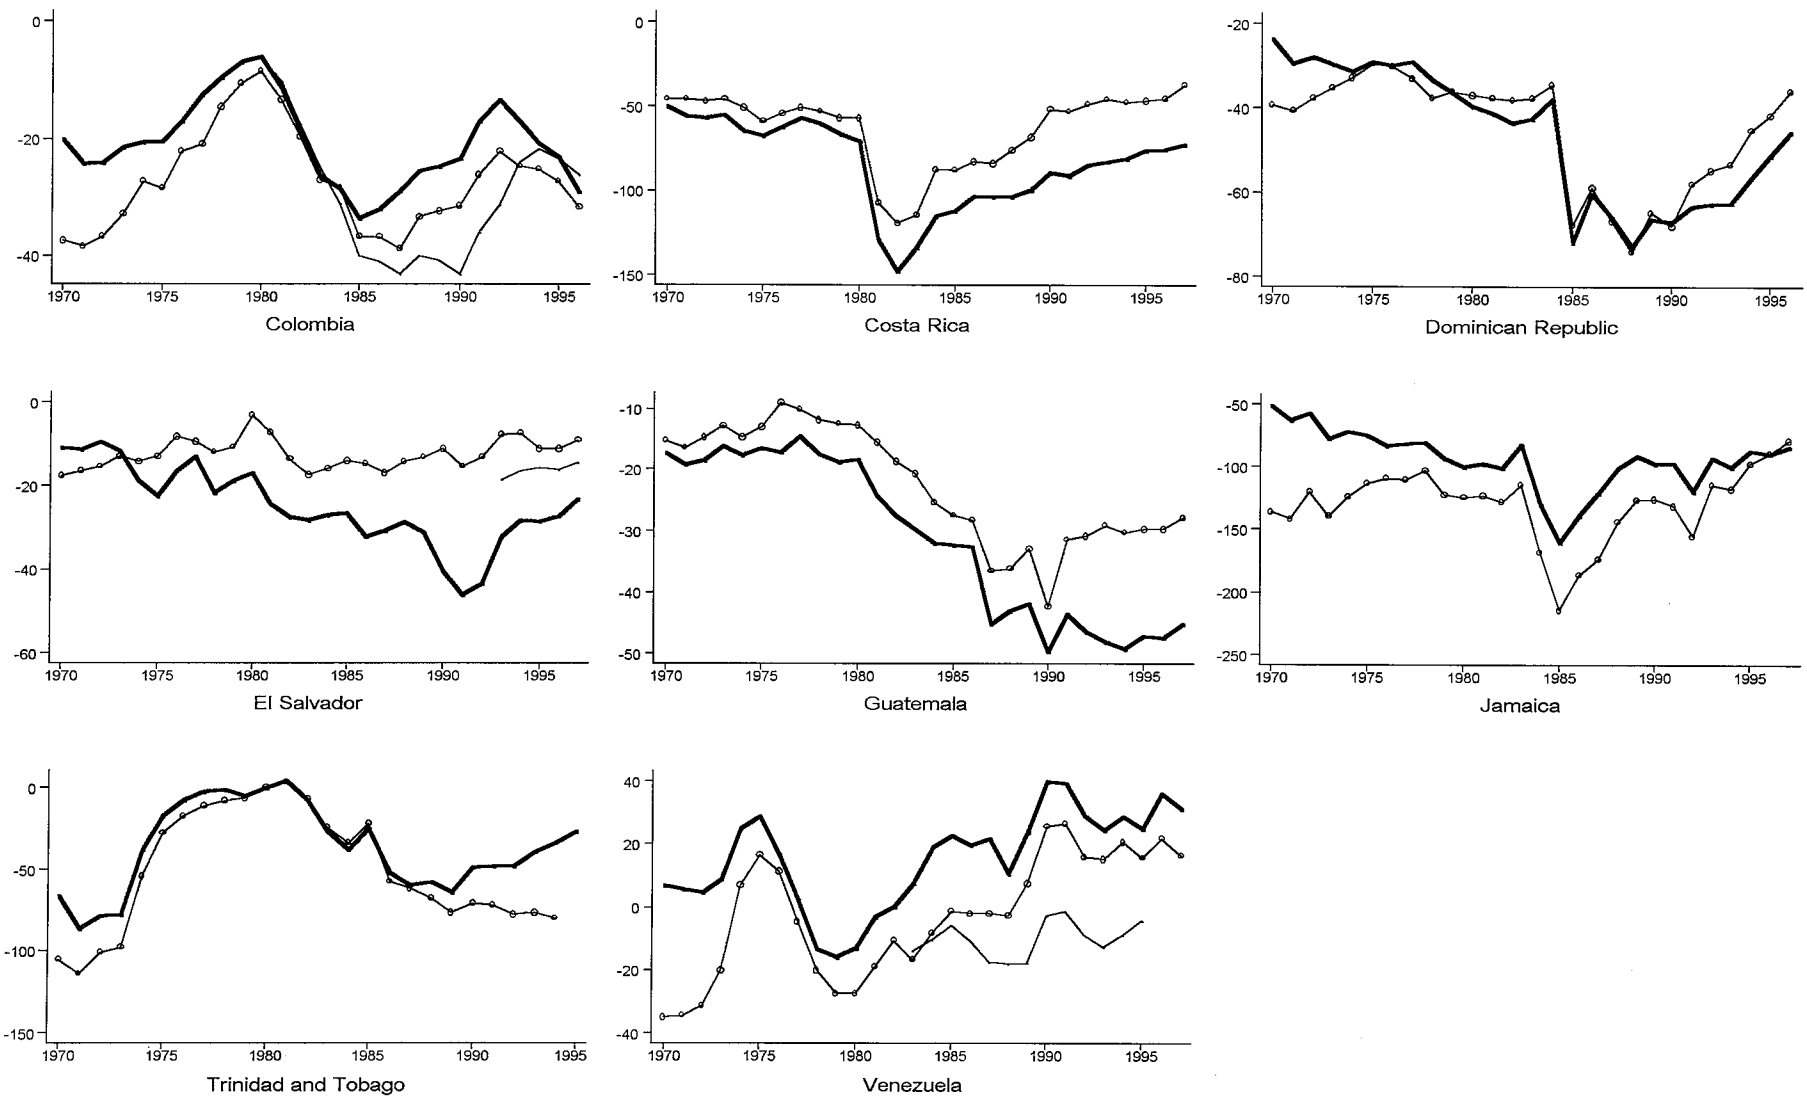 0
-20
-40
1970 1975 1980 1985 1990 1995
Colombia
0
-50
-100
-150
1970 1975 1980 1985 1990 1995
Costa Rica
-20
-40
-60
-80
1970 1975 1980 1985 1990 1995
Dominican Republic
0
-20
-40
-60
1970 1975 1980 1985 1990 1995
El Salvador
-10
-20
-30
-40
-50
1970 1975 1980 1985 1990 1995
Guatemala
-50
-100
-150
-200
-250
1970 1975 1980 1985 1990 1995
Jamaica
0
-50
-100
-150
1970 1975 1980 1985 1990 1995
Trinidad and Tobago
40
20
0
-20
-40
1970 1975 1980 1985 1990 1995
Venezuela